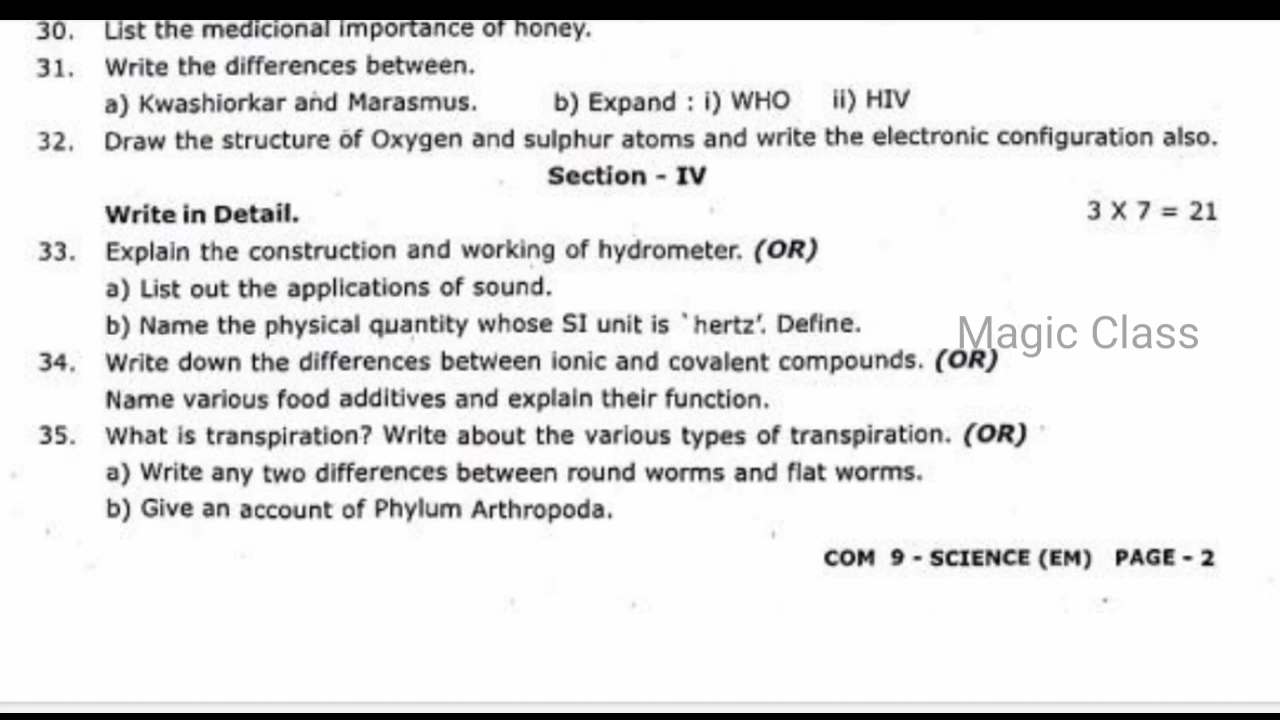 30. List the medicional importance of honey.
31. Write the differences between.
a) Kwashiorkar and Marasmus. b) Expand : i) WHO ii) HIV
32. Draw the structure of Oxygen and sulphur atoms and write the electronic configuration also.
Section - IV
Write in Detail. 3 X 7 = 21
33. Explain the construction and working of hydrometer. (OR)
a) List out the applications of sound.
b) Name the physical quantity whose SI unit is `hertz'. Define.
Magic Class
34. Write down the differences between ionic and covalent compounds. (OR)
Name various food additives and explain their function.
35. What is transpiration? Write about the various types of transpiration. (OR)
a) Write any two differences between round worms and flat worms.
b) Give an account of Phylum Arthropoda.
COM 9 - SCIENCE (EM) PAGE - 2